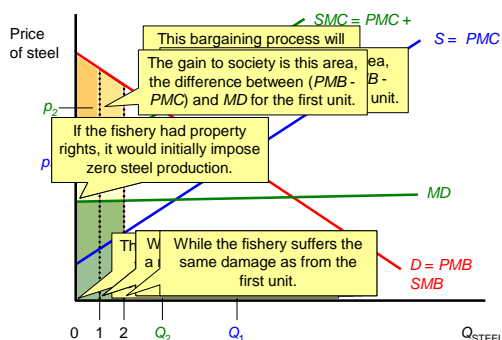 Price
of steel
SMC = PMC +
S = PMC
This bargaining process will
The gain to society is this area,
the difference between (PMB -
PMC) and MD for the first unit.
ea,
B -
unit.
p2
If the fishery had property
rights, it would initially impose
zero steel production.
p
MD
Th
W
a
While the fishery suffers the
same damage as from the
first unit.
D = PMB
SMB
0 1 2 Q2 Q1 QSTEEL